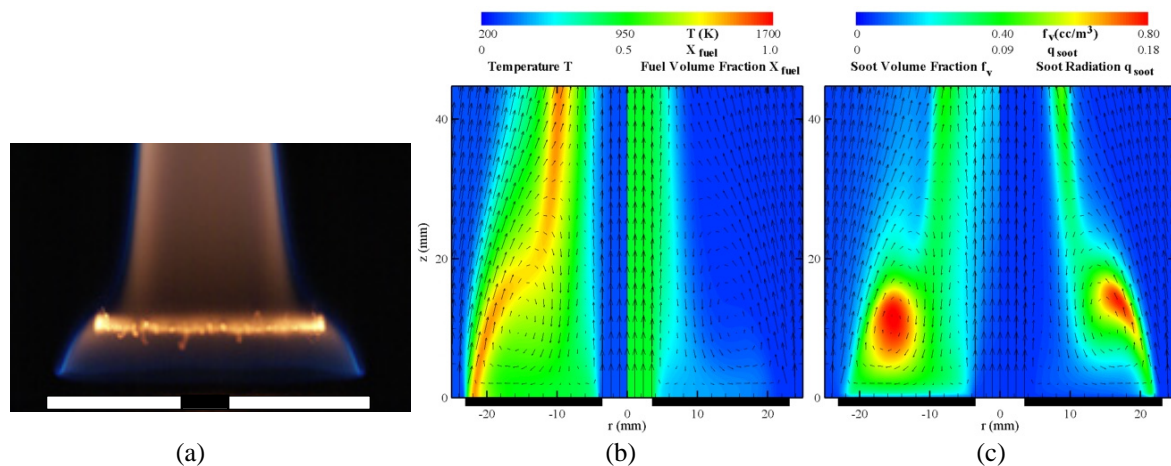 200 950 1700
T (K)
0 0.5 1.0
X fuel
Temperature T Fuel Volume Fraction X fuel
0 0.40 0.80
f v (cc/m³)
0 0.09 0.18
q soot
Soot Volume Fraction f v Soot Radiation q soot
40
20
0
z (mm)
-20 -10 0 10 20
r (mm)
40
20
0
-20 -10 0 10 20
r (mm)
(a) (b) (c)